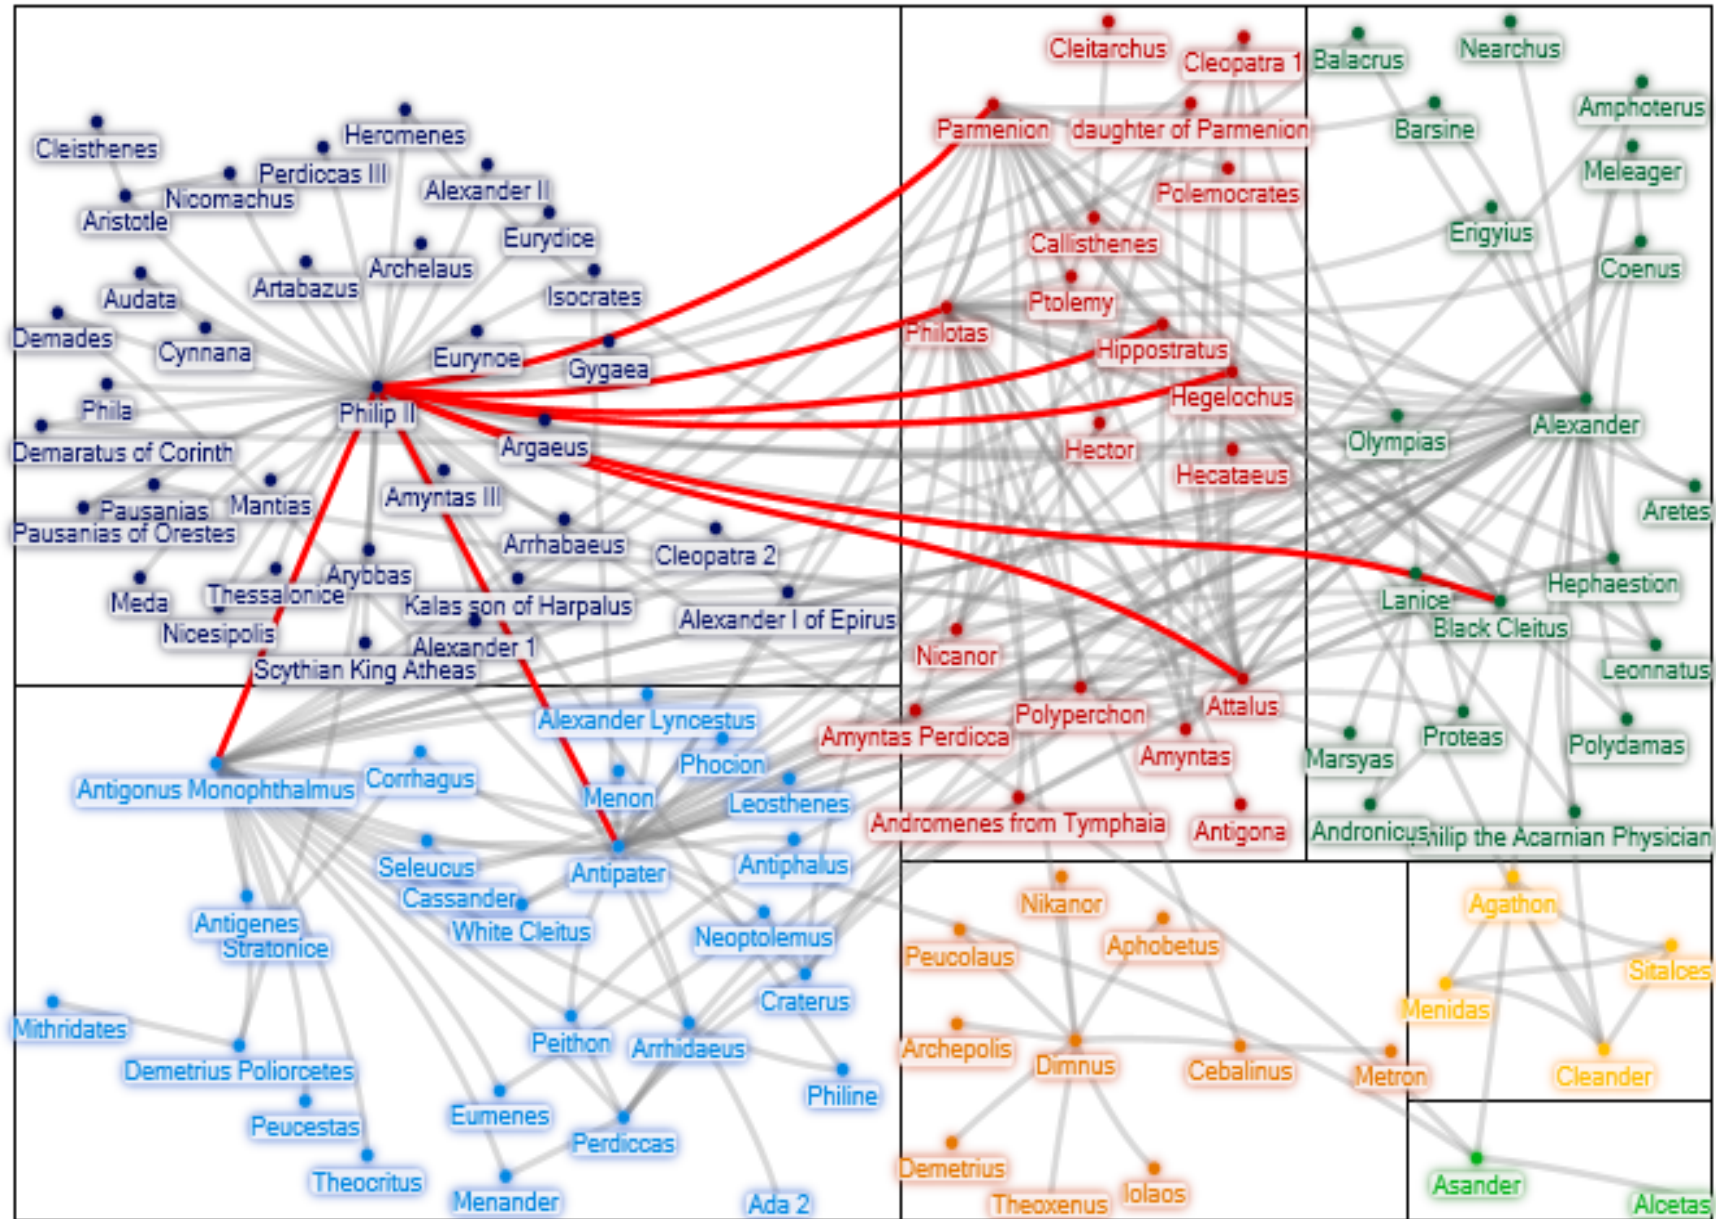 Cleisthenes
Heromenes
Perdiccas III
Nicomachus
Alexander II
Aristotle
Eurydice
Archelaus
Artabazus
Audata
Isocrates
Demades
Cynnana
Eurynoe
Gygaea
Phila
Philip II
Argaeus
Demaratus of Corinth
Amyntas III
Pausanias
Mantias
Pausanias of Orestes
Arrhabaeus
Cleopatra 2
Arybbas
Thessalonice
Meda
Kalas son of Harpalus
Alexander I of Epirus
Nicesipolis
Alexander 1
Scythian King Atheas
Cleitarchus
Cleopatra 1
Parmenion
daughter of Parmenion
Polemocrates
Callisthenes
Ptolemy
Philotas
Hippostratus
Hegelochus
Hector
Hecataeus
Nicanor
Attalus
Polyperchon
Amyntas Perdicca
Amyntas
Andromenes from Tymphaia
Antigona
Balacrus
Nearchus
Amphoterus
Barsine
Meleager
Erigyius
Coenus
Olympias
Alexander
Aretes
Hephaestion
Lanice
Black Cleitus
Leonnatus
Proteas
Polydamas
Marsyas
Andronicus
Philip the Acarnian Physician
Alexander Lyncestus
Phocion
Corrhagus
Antigonus Monophthalmus
Menon
Leosthenes
Seleucus
Antipater
Antiphalus
Cassander
White Cleitus
Antigenes
Stratonice
Neoptolemus
Craterus
Mithridates
Peithon
Arrhidaeus
Demetrius Poliorcetes
Philine
Eumenes
Peucestas
Perdiccas
Theocritus
Menander
Ada 2
Nikanor
Aphobetus
Peucolaus
Archepolis
Dimnus
Cebalinus
Metron
Demetrius
Iolaos
Theoxenus
Agathon
Sitalces
Menidas
Cleander
Asander
Alcetas